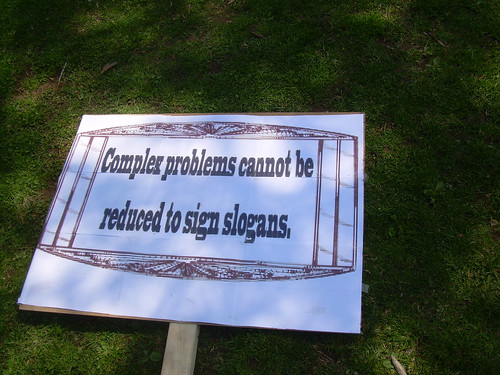 Complex problems cannot be
reduced to sign slogans.